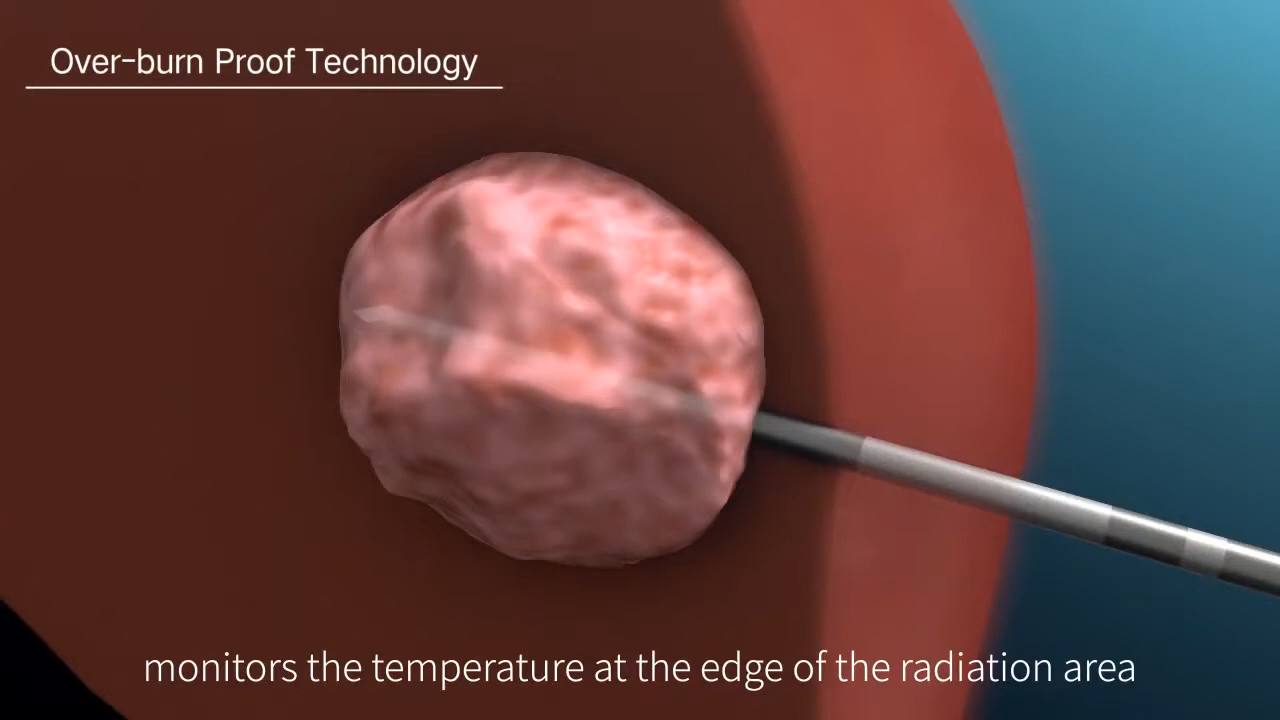 Over-burn Proof Technology
monitors the temperature at the edge of the radiation area